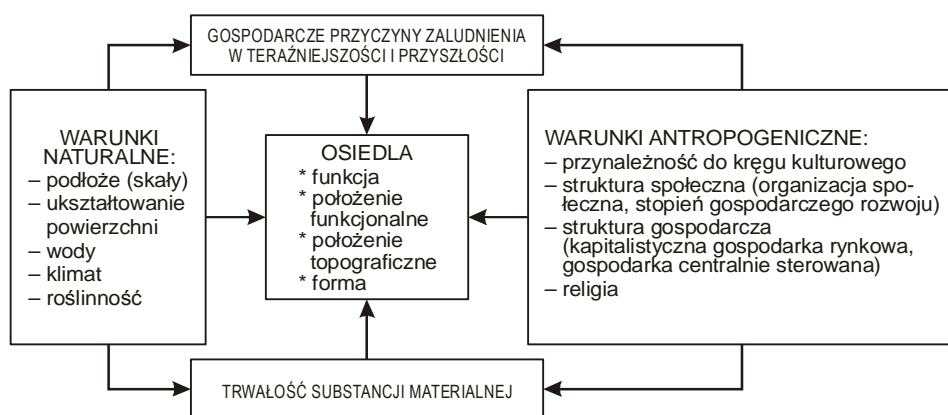 GOSPODARCZE PRZYCZYNY ZALUDNIENIA
W TERAŹNIEJSZOŚCI I PRZYSZŁOŚCI
WARUNKI
NATURALNE:
– podłoże (skały)
– ukształtowanie
powierzchni
– wody
– klimat
– roślinność
OSIEDLA
* funkcja
* położenie
funkcjonalne
* położenie
topograficzne
* forma
WARUNKI ANTROPOGENICZNE:
– przynależność do kręgu kulturowego
– struktura społeczna (organizacja spo-
łeczna, stopień gospodarczego rozwoju)
– struktura gospodarcza
(kapitalistyczna gospodarka rynkowa,
gospodarka centralnie sterowana)
– religia
TRWAŁOŚĆ SUBSTANCJI MATERIALNEJ